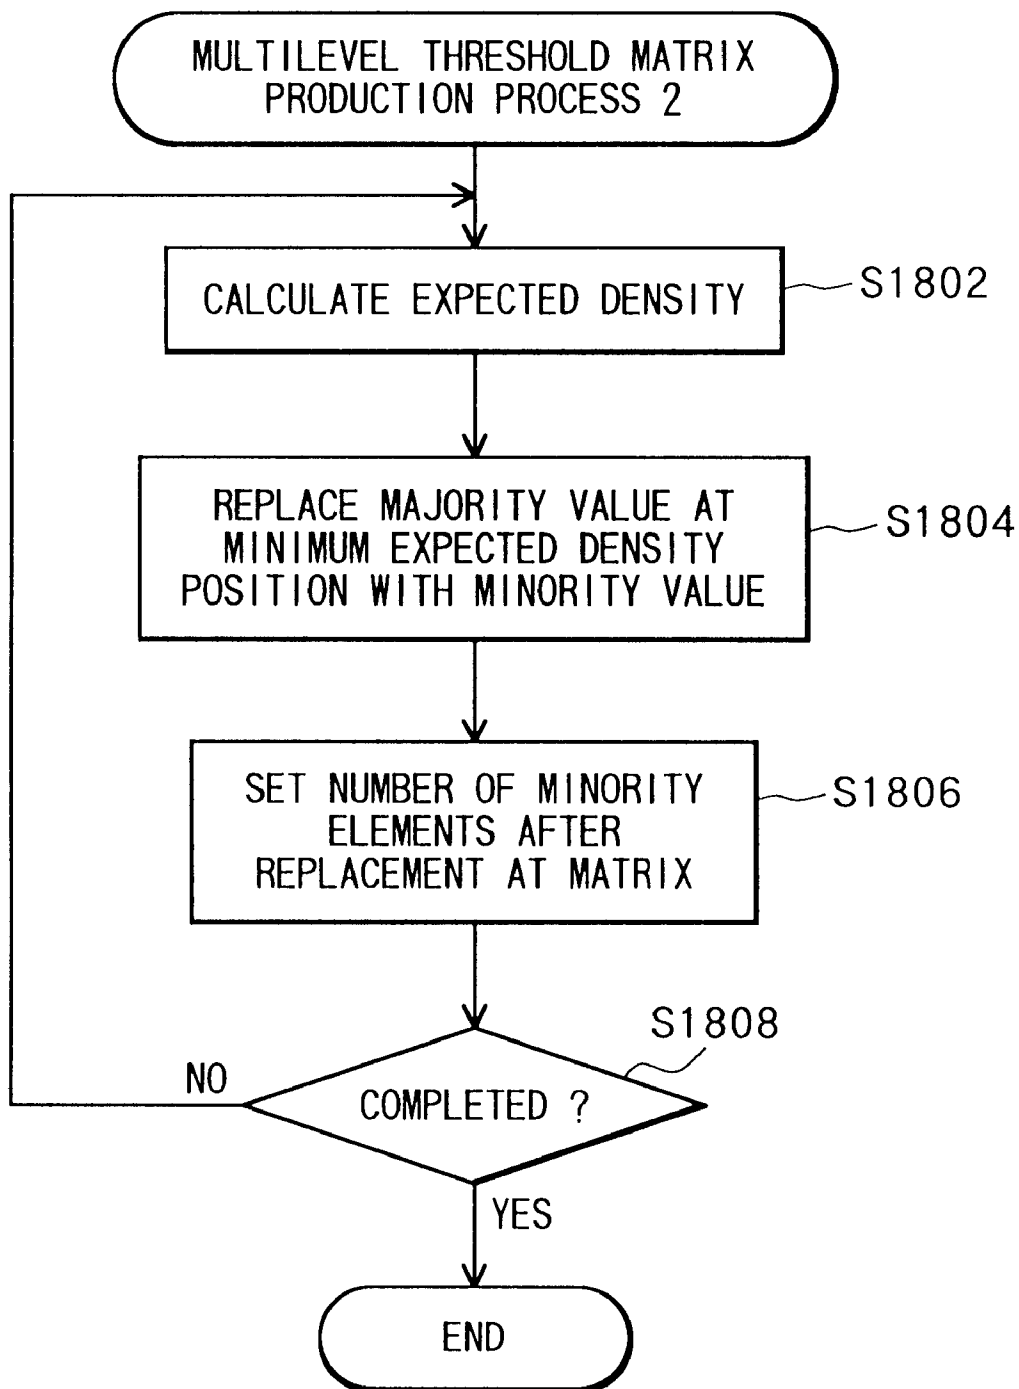 MULTILEVEL THRESHOLD MATRIX
PRODUCTION PROCESS 2
CALCULATE EXPECTED DENSITY
S1802
REPLACE MAJORITY VALUE AT
MINIMUM EXPECTED DENSITY
POSITION WITH MINORITY VALUE
S1804
SET NUMBER OF MINORITY
ELEMENTS AFTER
REPLACEMENT AT MATRIX
S1806
S1808
NO
COMPLETED ?
YES
END